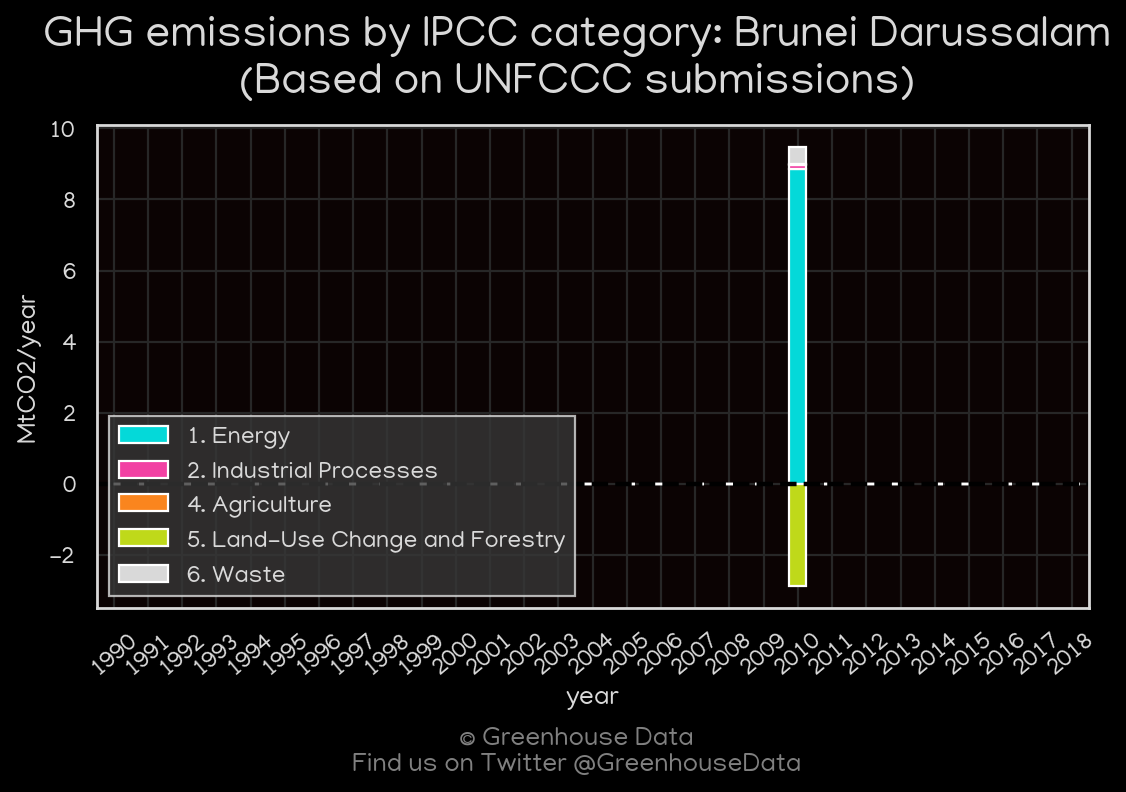 GHG emissions by IPCC category: Brunei Darussalam
(Based on UNFCCC submissions)
10
8
6
4
2
0
−2
MtCO2/year
1. Energy
2. Industrial Processes
4. Agriculture
5. Land-Use Change and Forestry
6. Waste
1990 1991 1992 1993 1994 1995 1996 1997 1998 1999 2000 2001 2002 2003 2004 2005 2006 2007 2008 2009 2010 2011 2012 2013 2014 2015 2016 2017 2018
year
© Greenhouse Data
Find us on Twitter @GreenhouseData